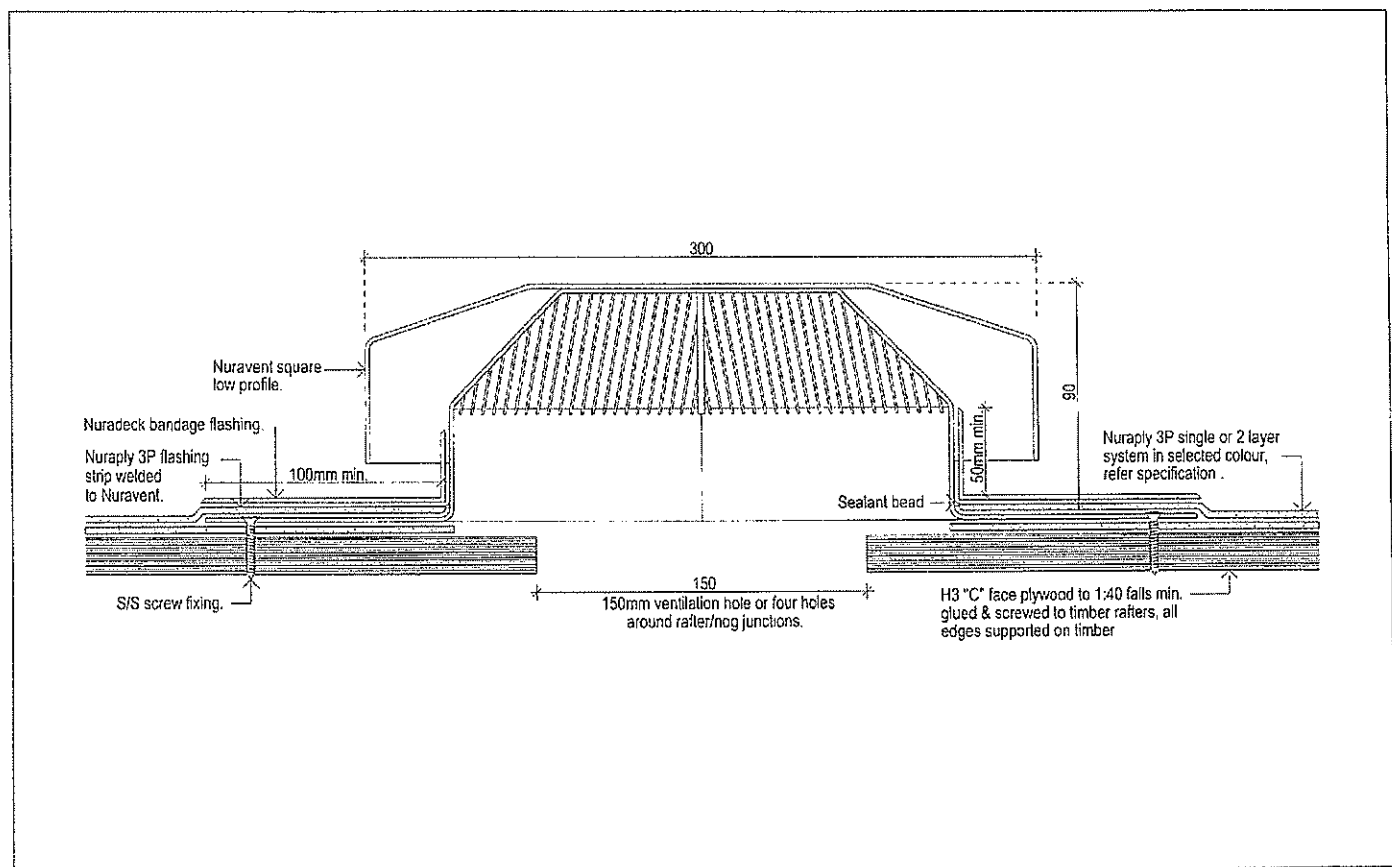 300
Nuravent square
low profile.
90
Nuradeck bandage flashing.
Nuraply 3P flashing
strip welded
to Nuravent.
100mm min.
50mm min.
Nuraply 3P single or 2 layer
system in selected colour,
refer specification .
Sealant bead
S/S screw fixing.
150
150mm ventilation hole or four holes
around rafter/nog junctions.
H3 "C" face plywood to 1:40 falls min.
glued & screwed to timber rafters, all
edges supported on timber